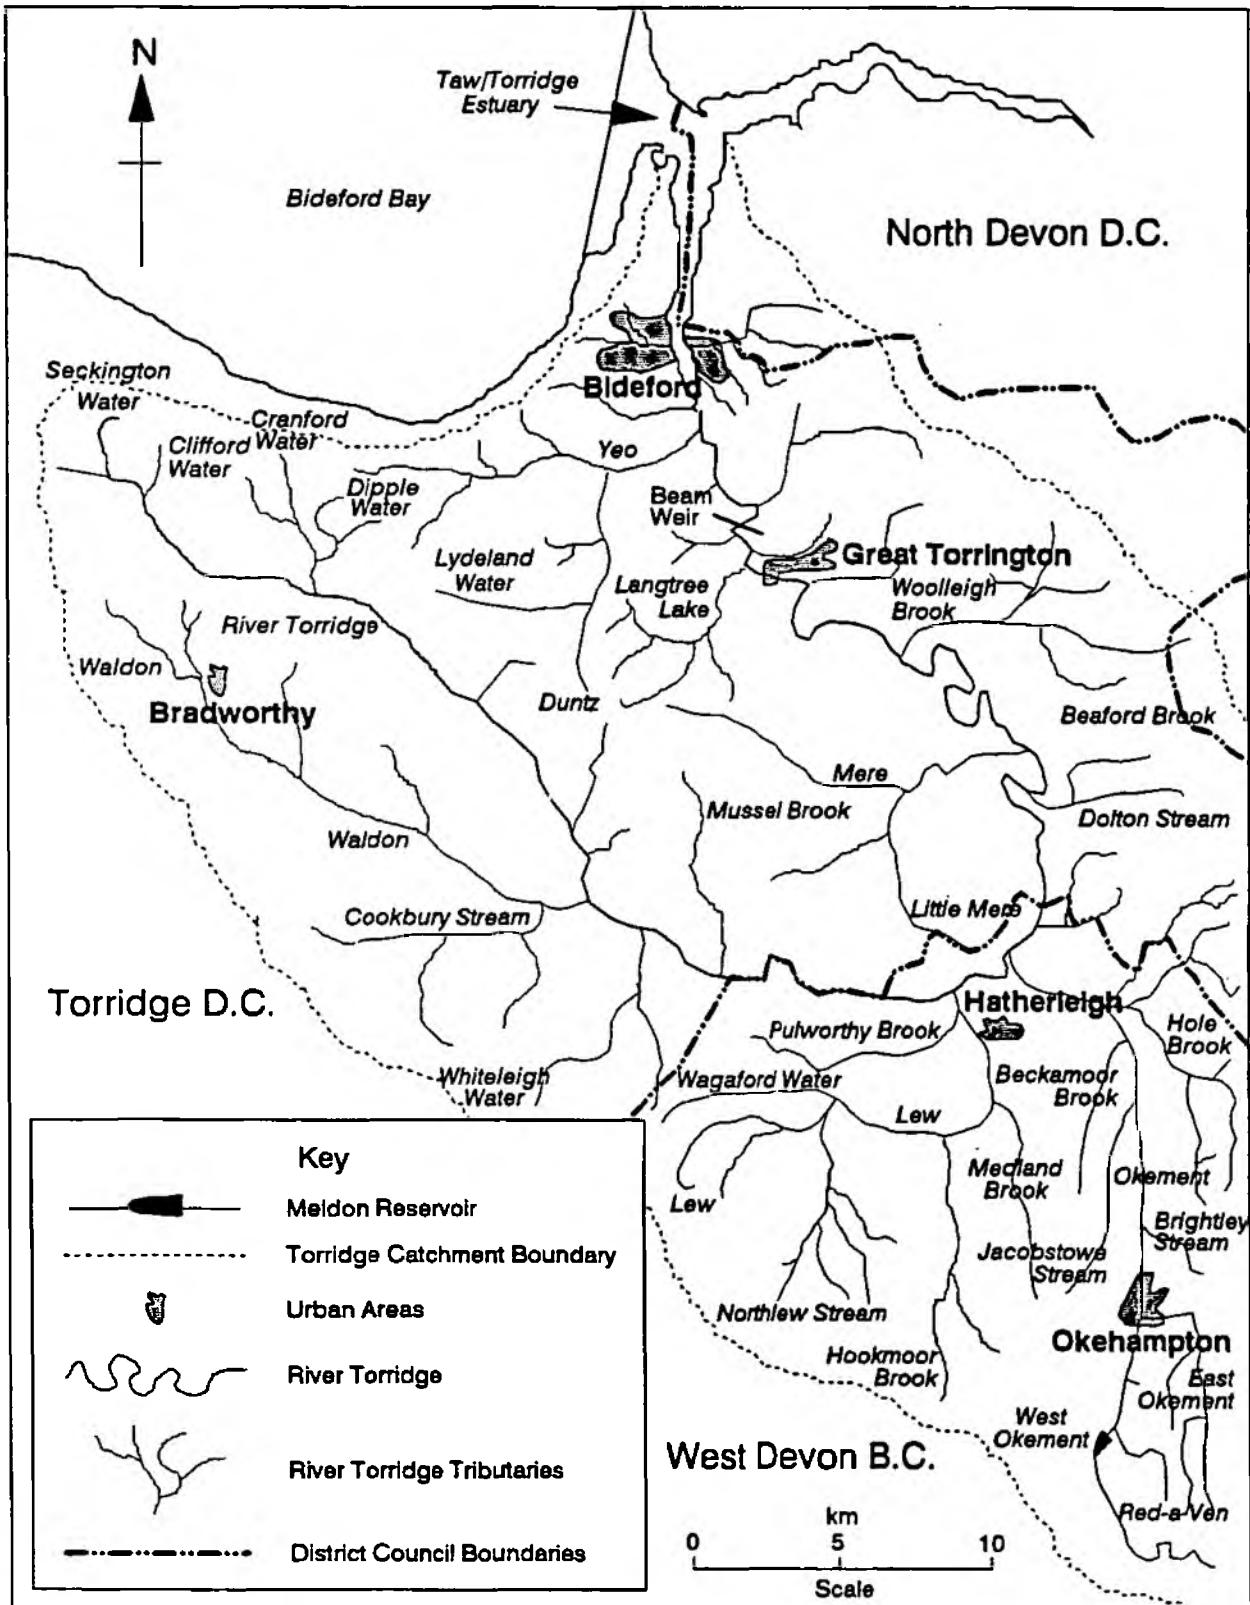 N
Taw/Torridge
Estuary
Bideford Bay
North Devon D.C.
Seckington
Water
Cranford
Water
Clifford
Water
Bideford
Yeo
Dipple
Water
Beam
Weir
Great Torrington
Lydeland
Water
Langtree
Lake
Woolleigh
Brook
River Torridge
Waldon
Bradworthy
Duntz
Beaford Brook
Mere
Mussel Brook
Dolton Stream
Waldon
Cookbury Stream
Little Mere
Torridge D.C.
Hatherleigh
Pulworthy Brook
Hole
Brook
Whiteleigh
Water
Wagaford Water
Beckamoor
Brook
Lew
Medland
Brook
Okement
Lew
Brightley
Stream
Jacobstowe
Stream
Northlew Stream
Okehampton
Hookmoor
Brook
East
Okement
West
Okement
West Devon B.C.
Red-a-Ven
Key
Meldon Reservoir
Torridge Catchment Boundary
Urban Areas
River Torridge
River Torridge Tributaries
District Council Boundaries
km
0 5 10
Scale